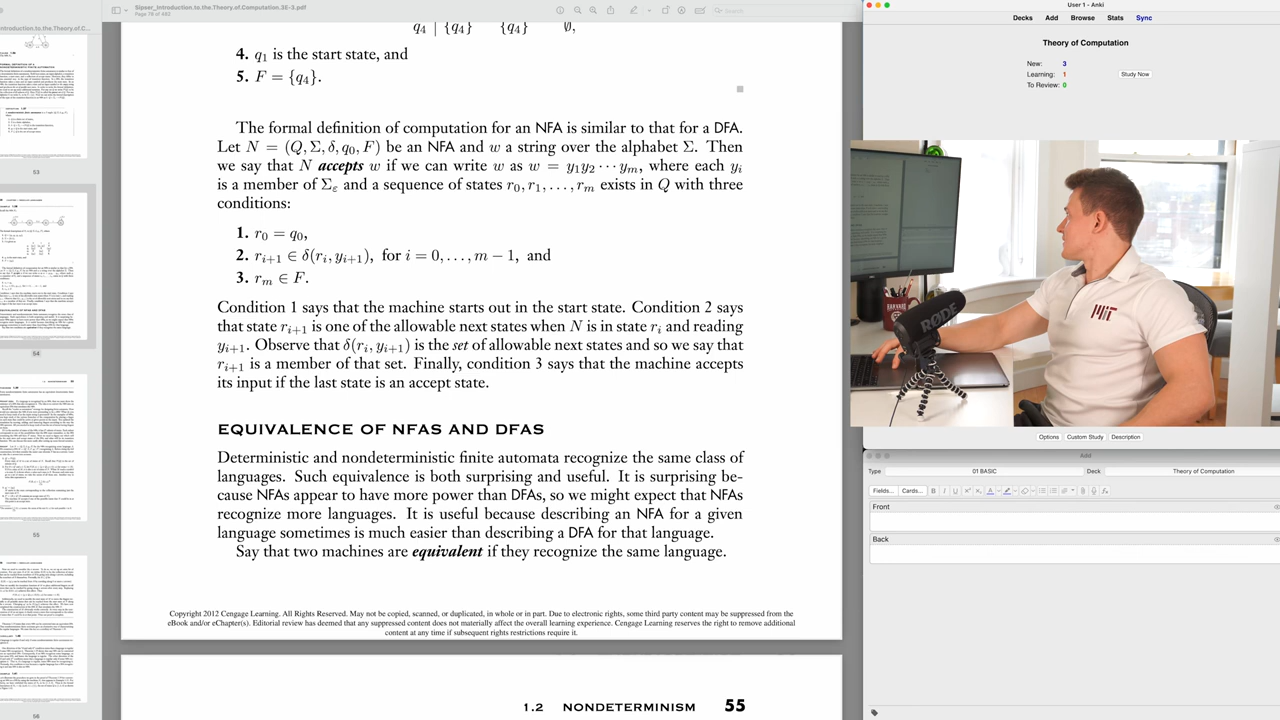 Sipser_Introduction.to.the.Theory.of.Computation.3E-3.pdf
Page 78 of 482
Search
ntroduction.to.the.Theory.of.C...
53
54
55
56
q4 | {q4} {q4} ∅,
4. q1 is the start state, and
5. F = {q4}.
The formal definition of computation for an NFA is similar to that for a DFA.
Let N = (Q, Σ, δ, q0, F) be an NFA and w a string over the alphabet Σ. Then
we say that N accepts w if we can write w as w = y1y2 ··· ym, where each yi
is a member of Σε and a sequence of states r0, r1, . . . , rm exists in Q with three
conditions:
1. r0 = q0,
2. ri+1 ∈ δ(ri, yi+1), for i = 0, . . . , m − 1, and
3. rm ∈ F.
Condition 1 says that the machine starts out in the start state. Condition 2 says
that state ri+1 is one of the allowable next states when N is in state ri and reading
yi+1. Observe that δ(ri, yi+1) is the set of allowable next states and so we say that
ri+1 is a member of that set. Finally, condition 3 says that the machine accepts
its input if the last state is an accept state.
EQUIVALENCE OF NFAS AND DFAS
Deterministic and nondeterministic finite automata recognize the same class of
languages. Such equivalence is both surprising and useful. It is surprising be-
cause NFAs appear to have more power than DFAs, so we might expect that NFAs
recognize more languages. It is useful because describing an NFA for a given
language sometimes is much easier than describing a DFA for that language.
Say that two machines are equivalent if they recognize the same language.
Copyright 2012 Cengage Learning. All Rights Reserved. May not be copied, scanned, or duplicated, in whole or in part. Due to electronic rights, some third party content may be suppressed from the
eBook and/or eChapter(s). Editorial review has deemed that any suppressed content does not materially affect the overall learning experience. Cengage Learning reserves the right to remove additional
content at any time if subsequent rights restrictions require it.
1.2 NONDETERMINISM 55
User 1 - Anki
Decks Add Browse Stats Sync
Theory of Computation
New: 3
Learning: 1
To Review: 0
Study Now
HARVARD
MIT
Options Custom Study Description
Add
Type 01 BASIC Deck Theory of Computation
Fields... Cards... B I U
Front
Back